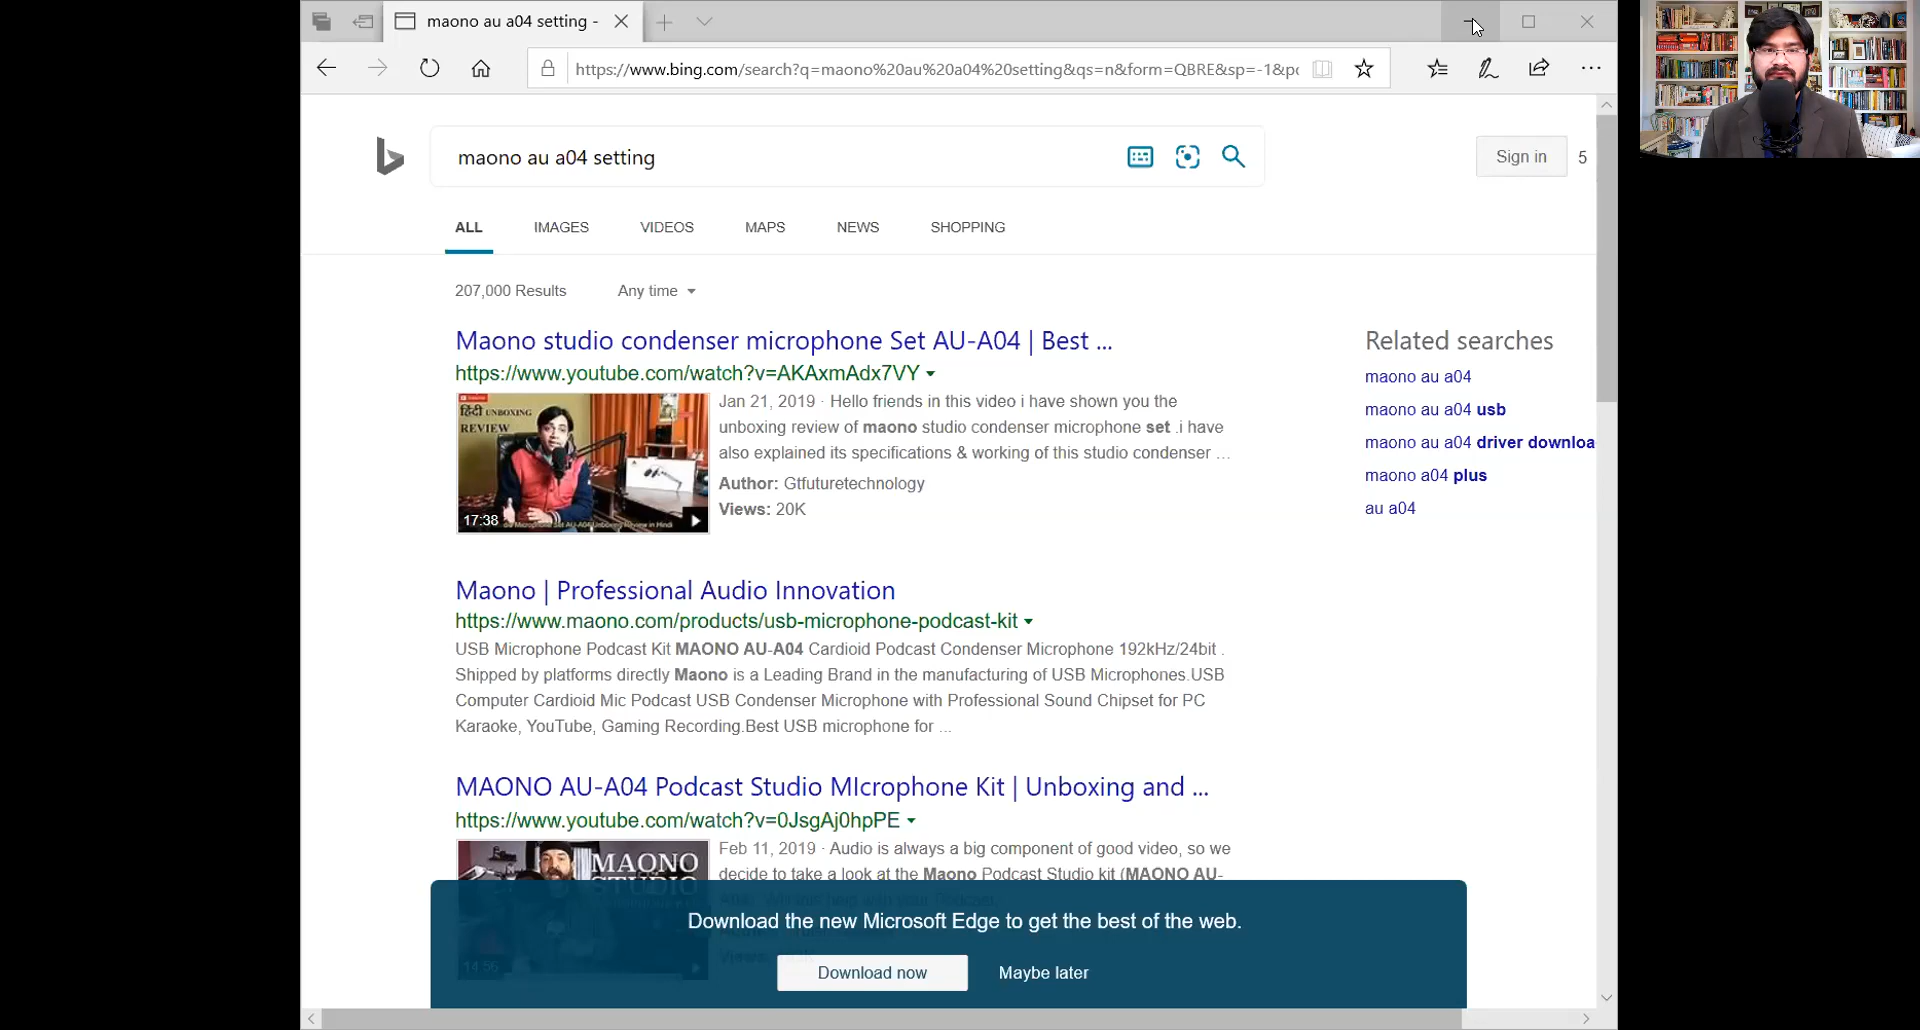 maono au a04 setting -
https://www.bing.com/search?q=maono%20au%20a04%20setting&qs=n&form=QBRE&sp=-1&pc
maono au a04 setting
Sign in 5
ALL IMAGES VIDEOS MAPS NEWS SHOPPING
207,000 Results Any time
Maono studio condenser microphone Set AU-A04 | Best ...
https://www.youtube.com/watch?v=AKAxmAdx7VY
हिंदी UNBOXING
REVIEW
17:38
Jan 21, 2019 · Hello friends in this video i have shown you the
unboxing review of maono studio condenser microphone set .i have
also explained its specifications & working of this studio condenser ...
Author: Gtfuturetechnology
Views: 20K
Maono | Professional Audio Innovation
https://www.maono.com/products/usb-microphone-podcast-kit
USB Microphone Podcast Kit MAONO AU-A04 Cardioid Podcast Condenser Microphone 192kHz/24bit .
Shipped by platforms directly Maono is a Leading Brand in the manufacturing of USB Microphones.USB
Computer Cardioid Mic Podcast USB Condenser Microphone with Professional Sound Chipset for PC
Karaoke, YouTube, Gaming Recording.Best USB microphone for ...
MAONO AU-A04 Podcast Studio MIcrophone Kit | Unboxing and ...
https://www.youtube.com/watch?v=0JsgAj0hpPE
MAONO
STUDIO
14:56
Feb 11, 2019 · Audio is always a big component of good video, so we
decide to take a look at the Maono Podcast Studio kit (MAONO AU-
Related searches
maono au a04
maono au a04 usb
maono au a04 driver downloa
maono a04 plus
au a04
Download the new Microsoft Edge to get the best of the web.
Download now Maybe later